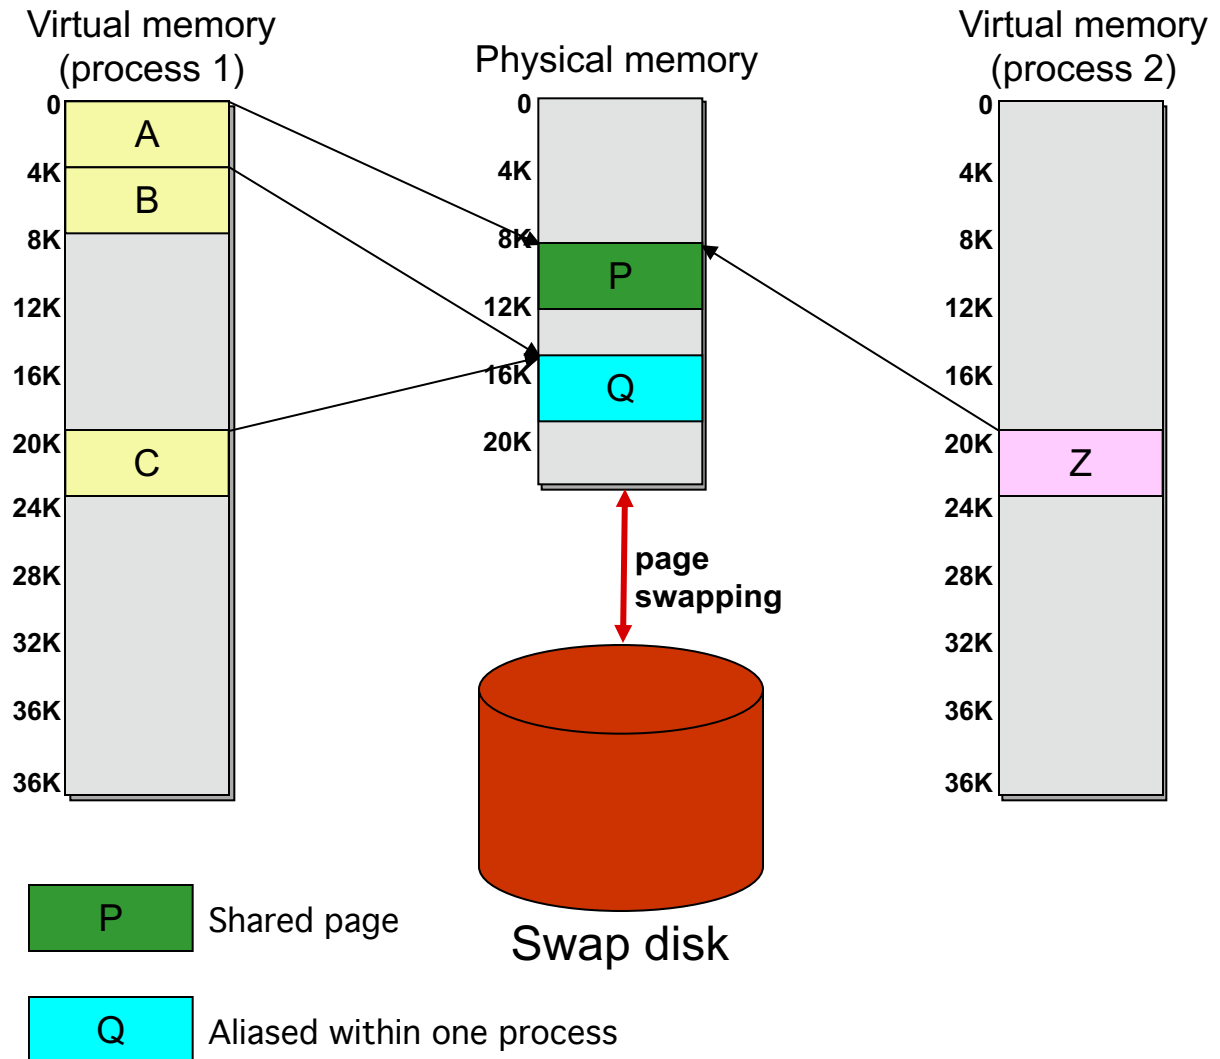 Virtual memory
(process 1)
0
A
4K
B
8K
12K
16K
20K
C
24K
28K
32K
36K
36K
Physical memory
0
4K
8K
P
12K
16K
Q
20K
page
swapping
Swap disk
Virtual memory
(process 2)
0
4K
8K
12K
16K
20K
Z
24K
28K
32K
36K
36K
P Shared page
Q Aliased within one process